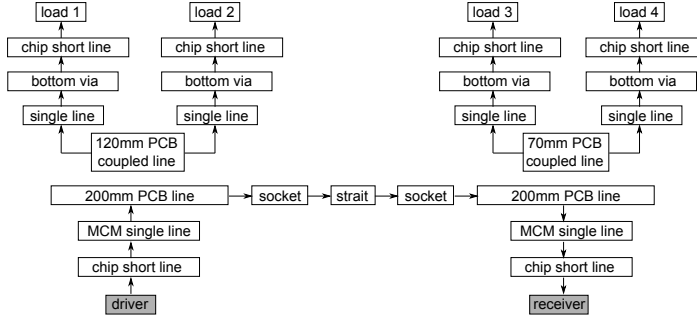 load 1 load 2 load 3 load 4
chip short line chip short line chip short line chip short line
bottom via bottom via bottom via bottom via
single line single line single line single line
120mm PCB 70mm PCB
coupled line coupled line
200mm PCB line socket strait socket 200mm PCB line
MCM single line MCM single line
chip short line chip short line
driver receiver